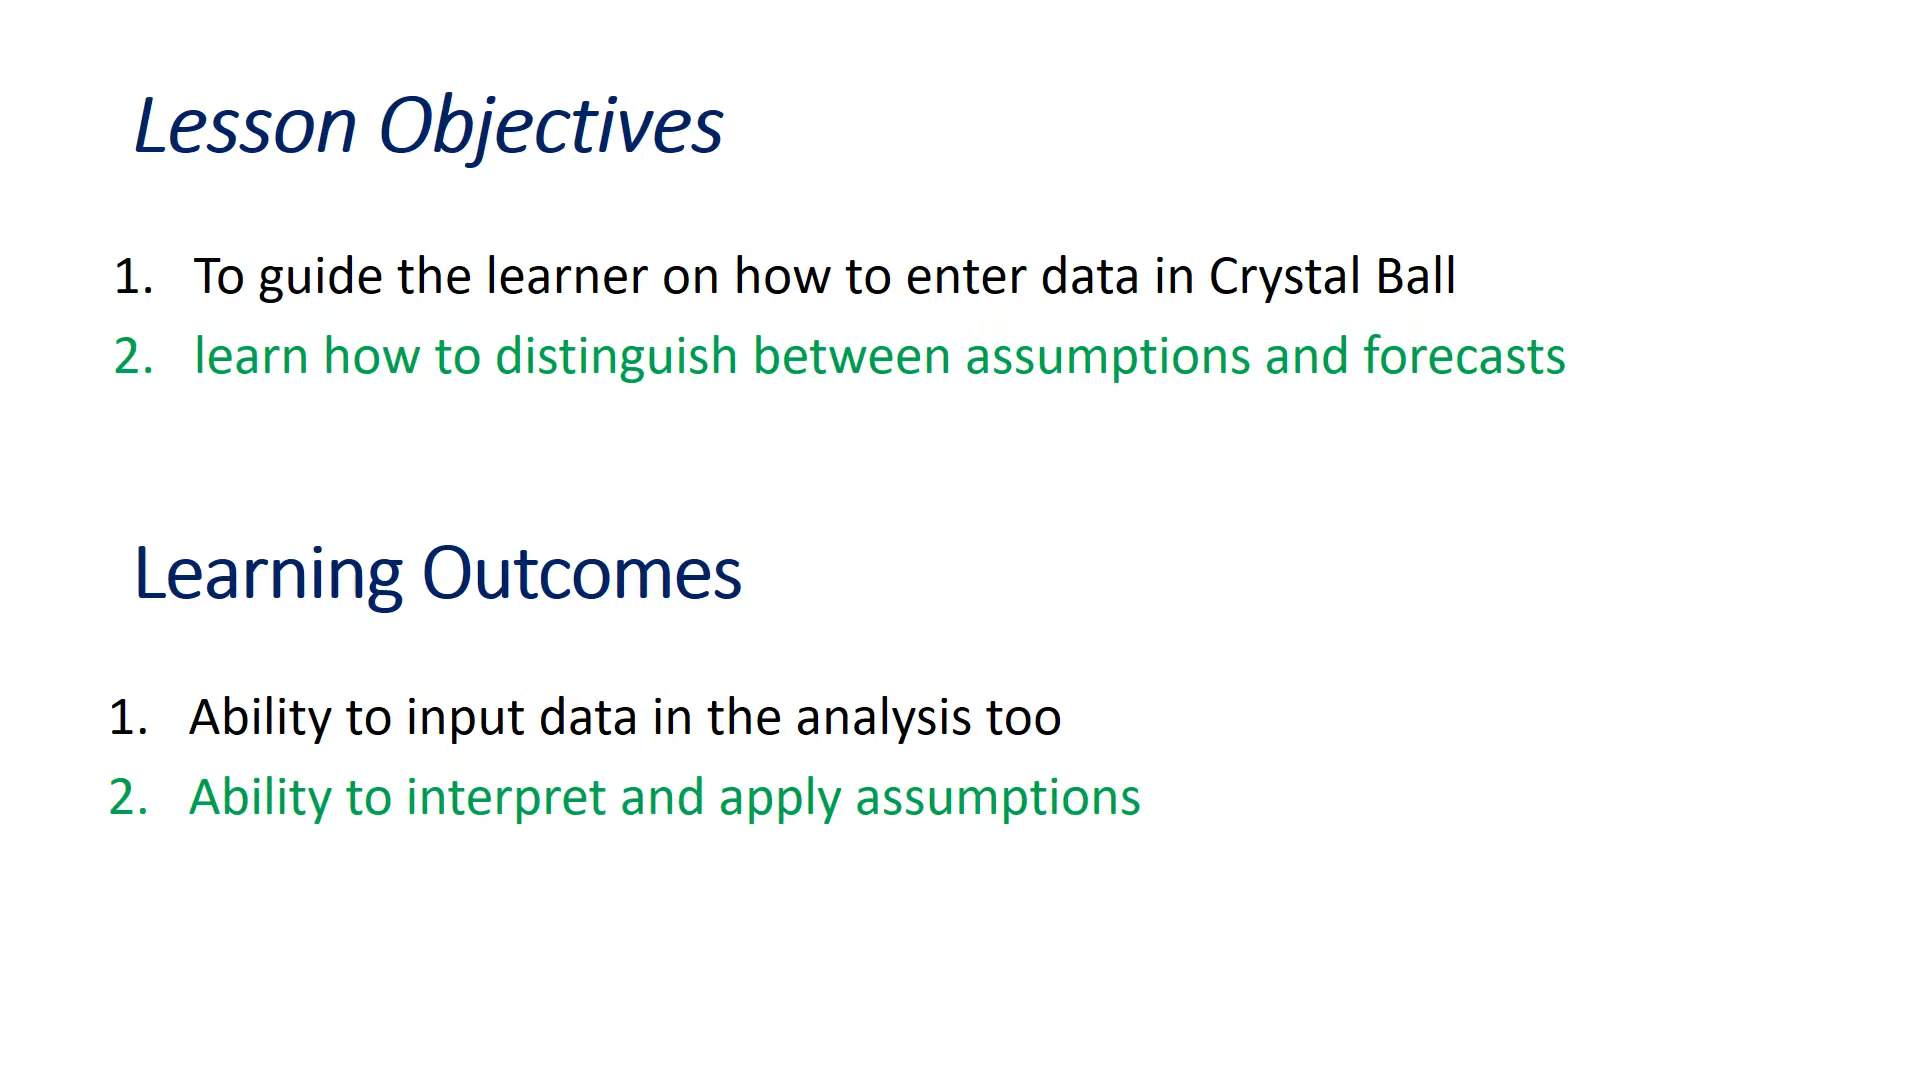 Lesson Objectives
1. To guide the learner on how to enter data in Crystal Ball
2. learn how to distinguish between assumptions and forecasts
Learning Outcomes
1. Ability to input data in the analysis too
2. Ability to interpret and apply assumptions